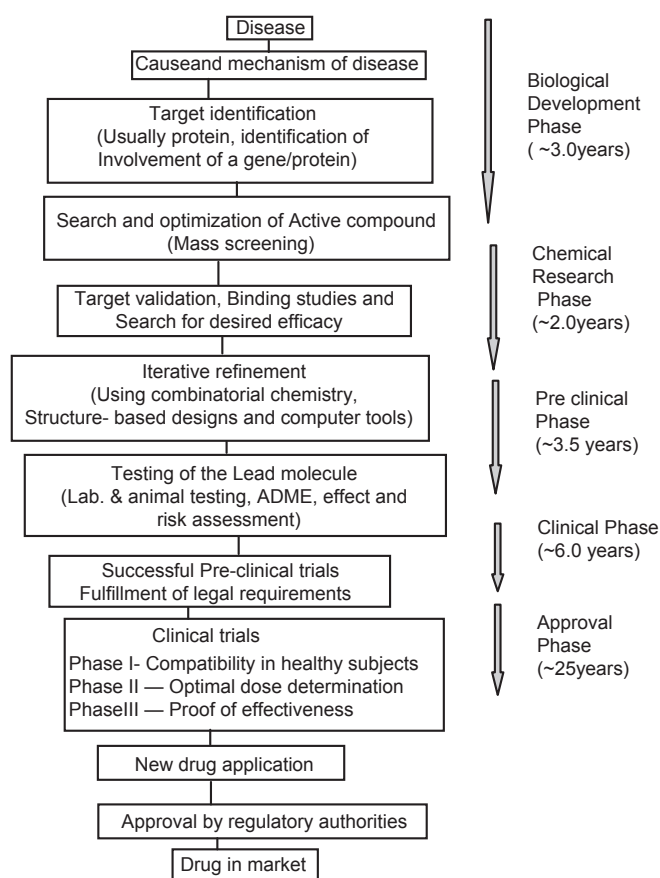 Disease
Causeand mechanism of disease
Target identification
(Usually protein, identification of
Involvement of a gene/protein)
Search and optimization of Active compound
(Mass screening)
Target validation, Binding studies and
Search for desired efficacy
Iterative refinement
(Using combinatorial chemistry,
Structure- based designs and computer tools)
Testing of the Lead molecule
(Lab. & animal testing, ADME, effect and
risk assessment)
Successful Pre-clinical trials
Fulfillment of legal requirements
Clinical trials
Phase I- Compatibility in healthy subjects
Phase II — Optimal dose determination
PhaseIII — Proof of effectiveness
New drug application
Approval by regulatory authorities
Drug in market
Biological
Development
Phase
( ~3.0years)
Chemical
Research
Phase
(~2.0years)
Pre clinical
Phase
(~3.5 years)
Clinical Phase
(~6.0 years)
Approval
Phase
(~25years)